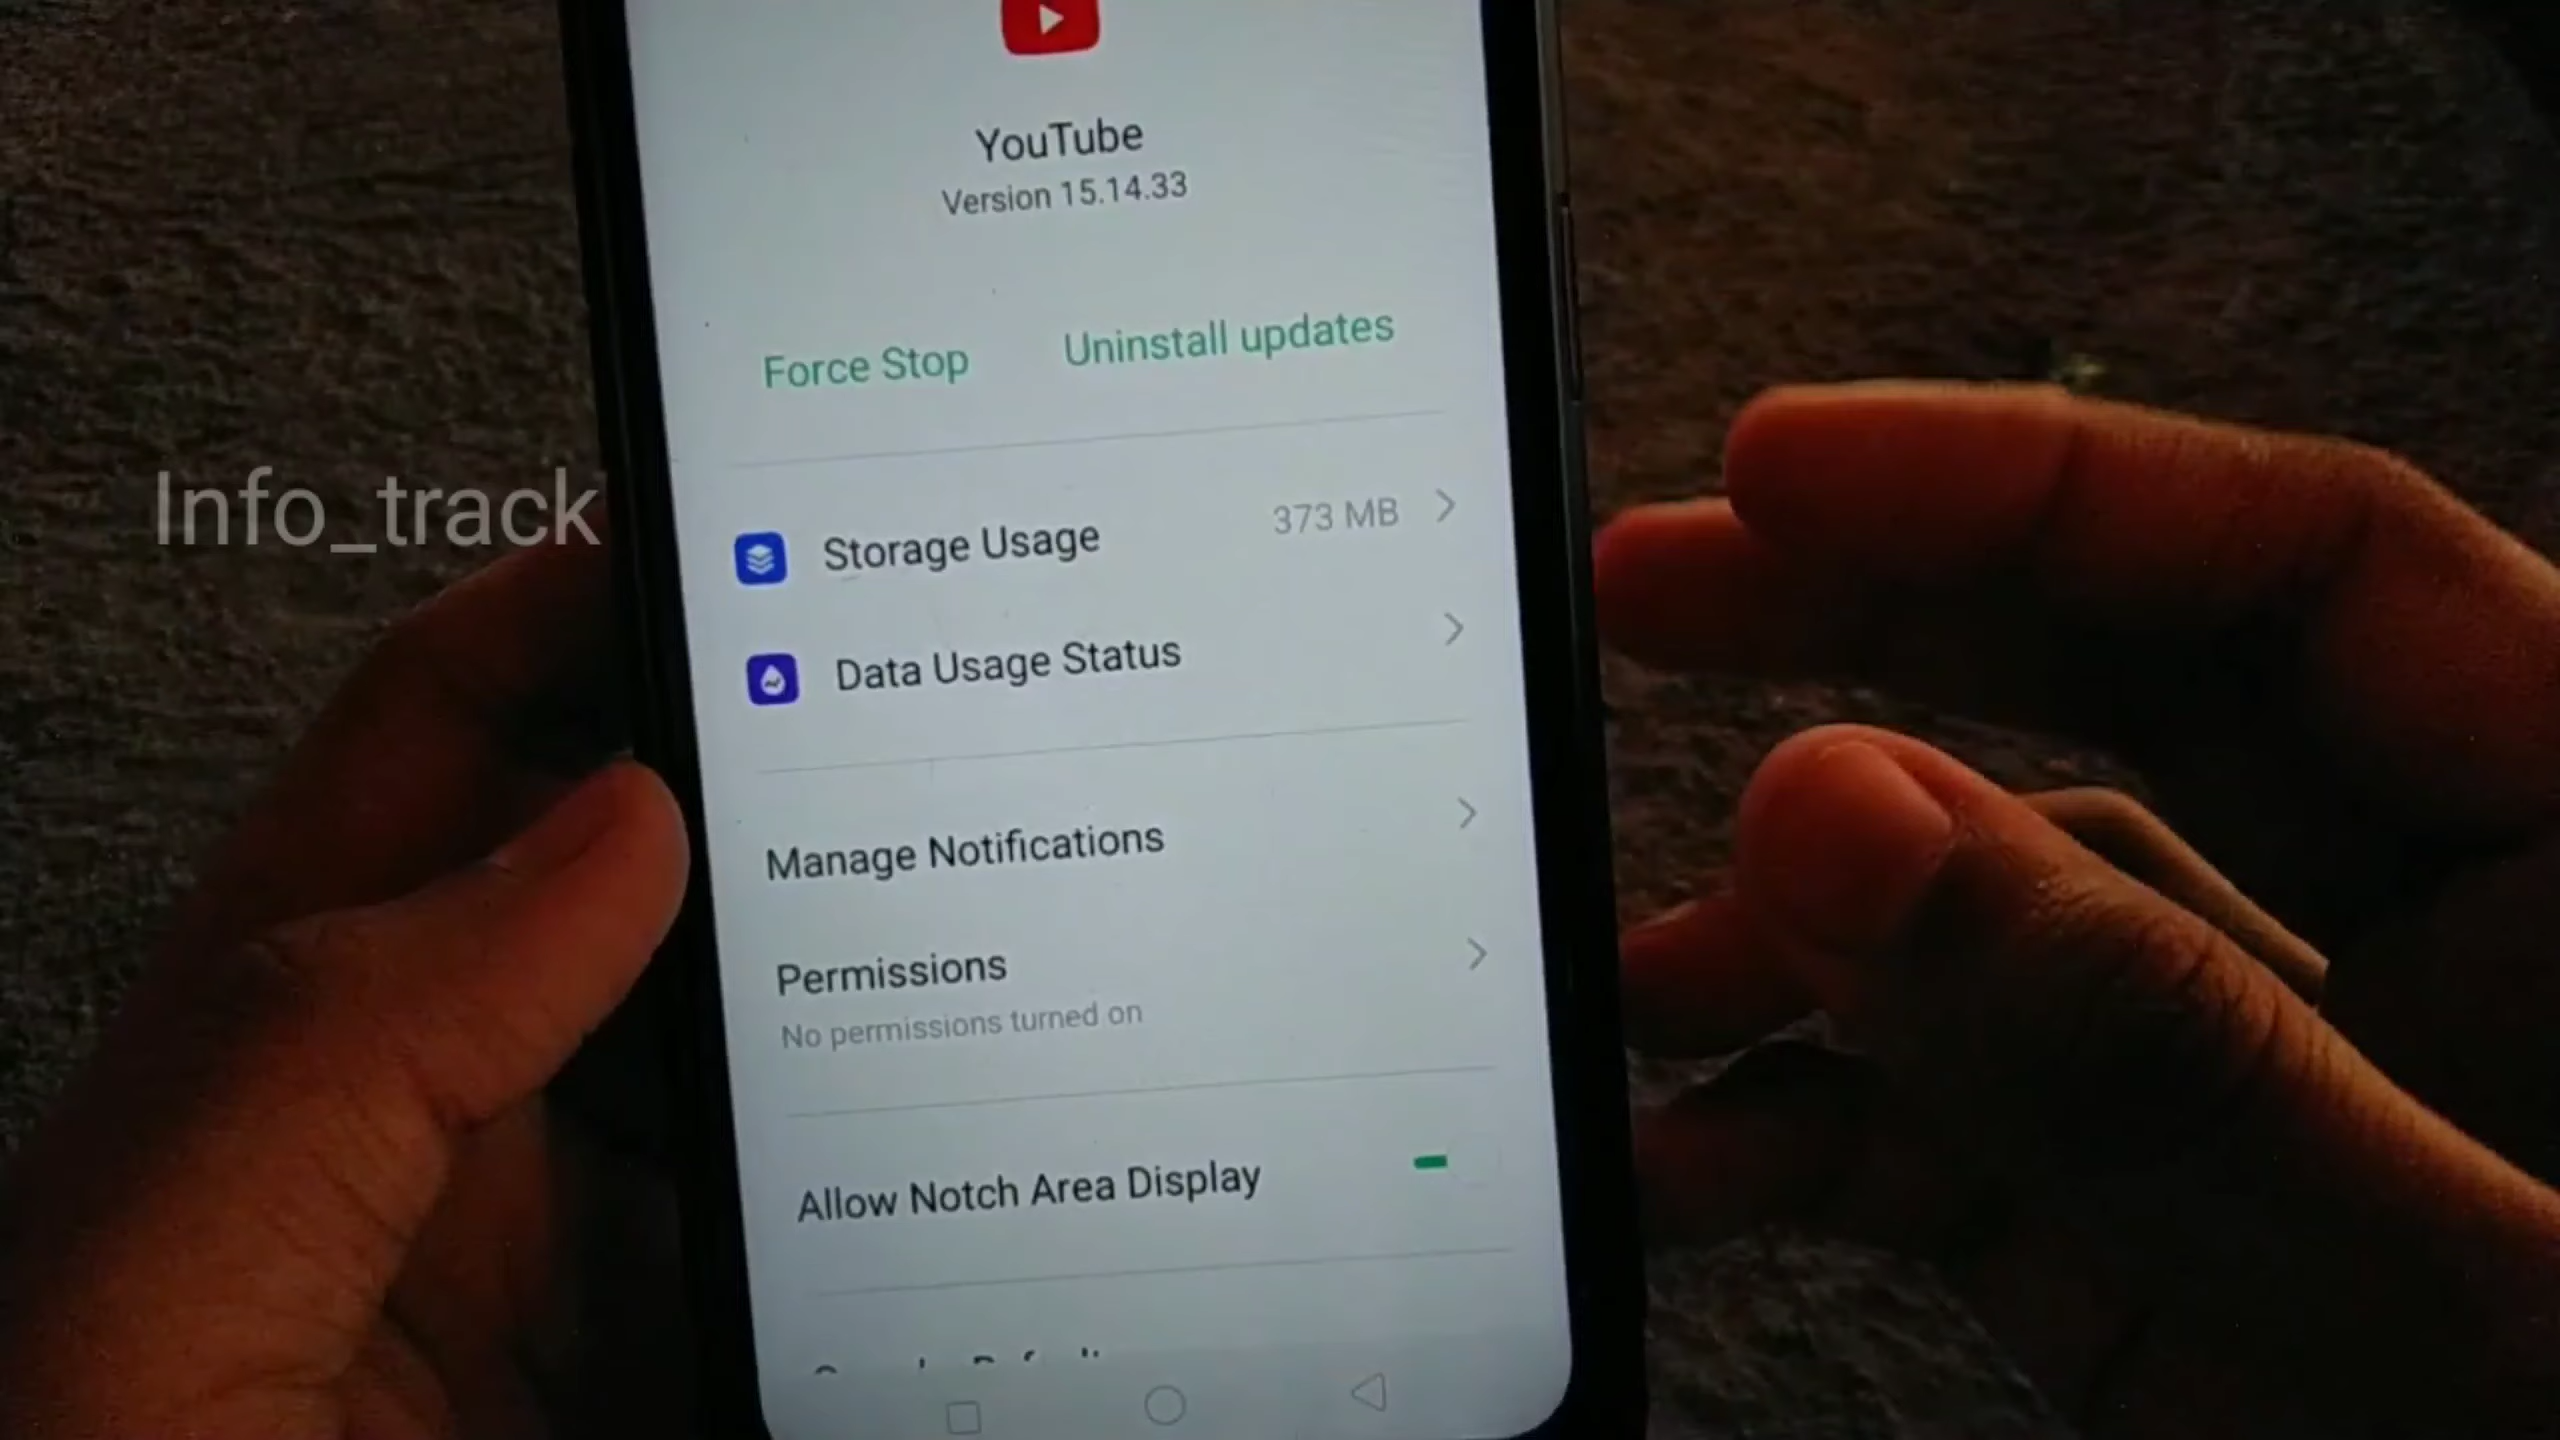 YouTube
Version 15.14.33
Force Stop
Uninstall updates
Info_track
Storage Usage
373 MB
Data Usage Status
Manage Notifications
Permissions
No permissions turned on
Allow Notch Area Display